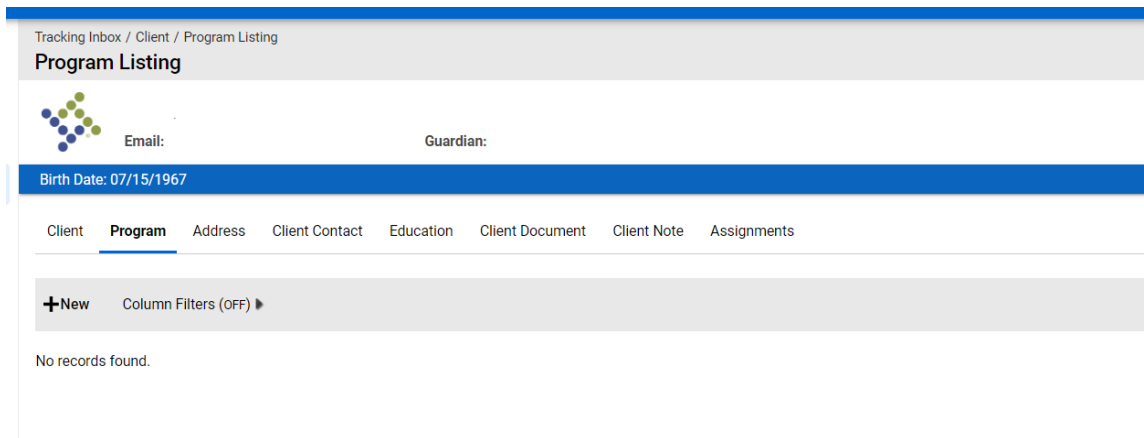 Tracking Inbox / Client / Program Listing
Program Listing
Email: Guardian:
Birth Date: 07/15/1967
Client Program Address Client Contact Education Client Document Client Note Assignments
+New Column Filters (OFF)
No records found.